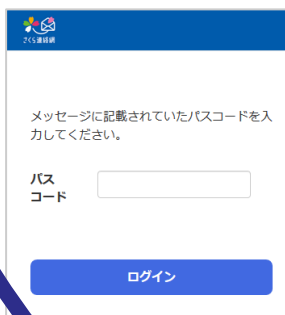 さくら連絡網
メッセージに記載されていたパスコードを入
力してください。
パス
コード
ログイン